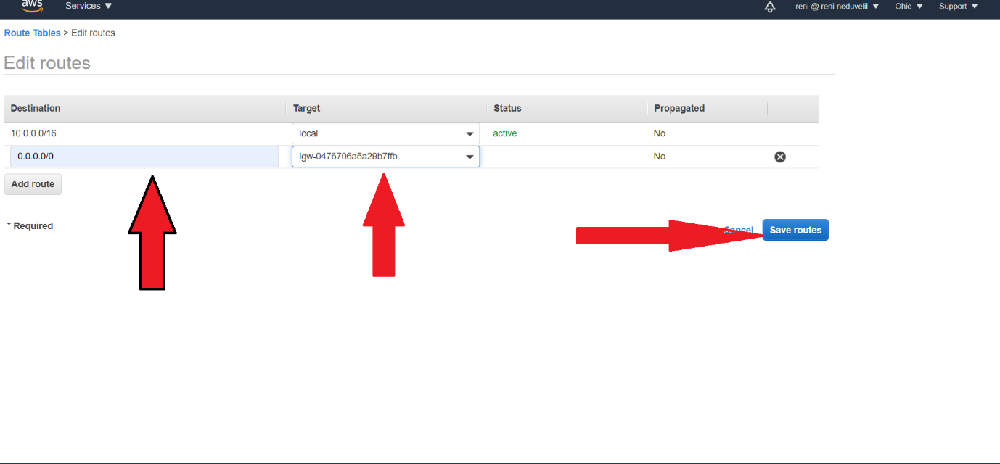 aws Services reni @ reni-neduvelil Ohio Support
Route Tables > Edit routes
Edit routes
Destination Target Status Propagated
10.0.0.0/16 local active No
0.0.0.0/0 igw-0476706a5a29b7ffb No
Add route
* Required Cancel Save routes